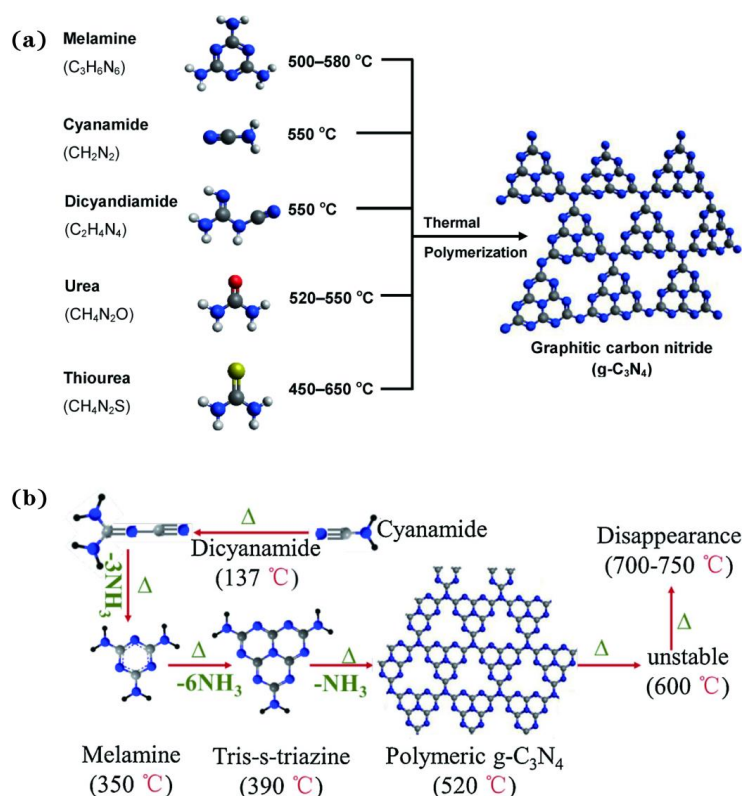 (a)
Melamine
(C₃H₆N₆)
500–580 °C
Cyanamide
(CH₂N₂)
550 °C
Dicyandiamide
(C₂H₄N₄)
550 °C
Urea
(CH₄N₂O)
520–550 °C
Thiourea
(CH₄N₂S)
450–650 °C
Thermal
Polymerization
Graphitic carbon nitride
(g-C₃N₄)
(b)
Δ
Cyanamide
Dicyanamide
(137 ℃)
-3NH₃
Δ
Δ
-6NH₃
Δ
-NH₃
Δ
Disappearance
(700-750 ℃)
Δ
unstable
(600 ℃)
Melamine
(350 ℃)
Tris-s-triazine
(390 ℃)
Polymeric g-C₃N₄
(520 ℃)